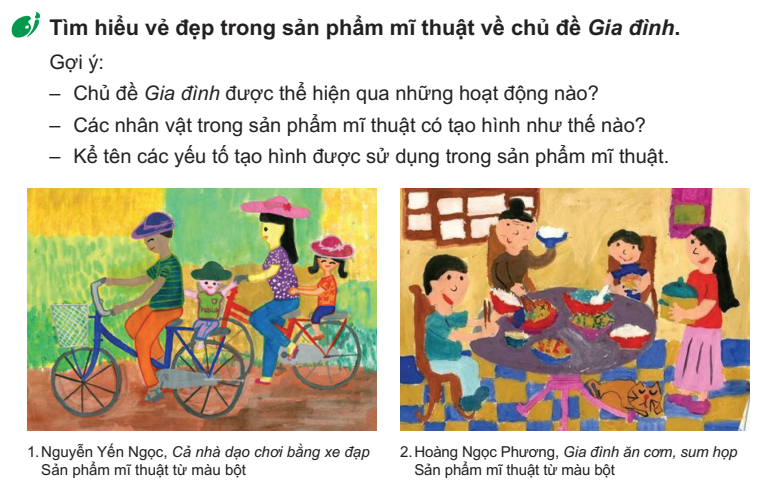 Tìm hiểu vẻ đẹp trong sản phẩm mĩ thuật về chủ đề Gia đình.
Gợi ý:
– Chủ đề Gia đình được thể hiện qua những hoạt động nào?
– Các nhân vật trong sản phẩm mĩ thuật có tạo hình như thế nào?
– Kể tên các yếu tố tạo hình được sử dụng trong sản phẩm mĩ thuật.
1. Nguyễn Yến Ngọc, Cả nhà dạo chơi bằng xe đạp
Sản phẩm mĩ thuật từ màu bột
2. Hoàng Ngọc Phương, Gia đình ăn cơm, sum họp
Sản phẩm mĩ thuật từ màu bột